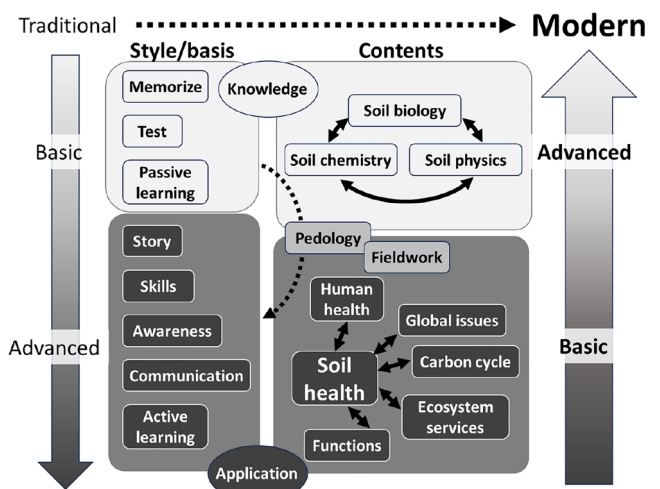 Traditional
Modern
Style/basis
Contents
Memorize
Knowledge
Test
Passive
learning
Soil biology
Soil chemistry
Soil physics
Basic
Advanced
Pedology
Fieldwork
Story
Skills
Awareness
Communication
Active
learning
Human
health
Global issues
Soil
health
Carbon cycle
Ecosystem
services
Functions
Advanced
Basic
Application